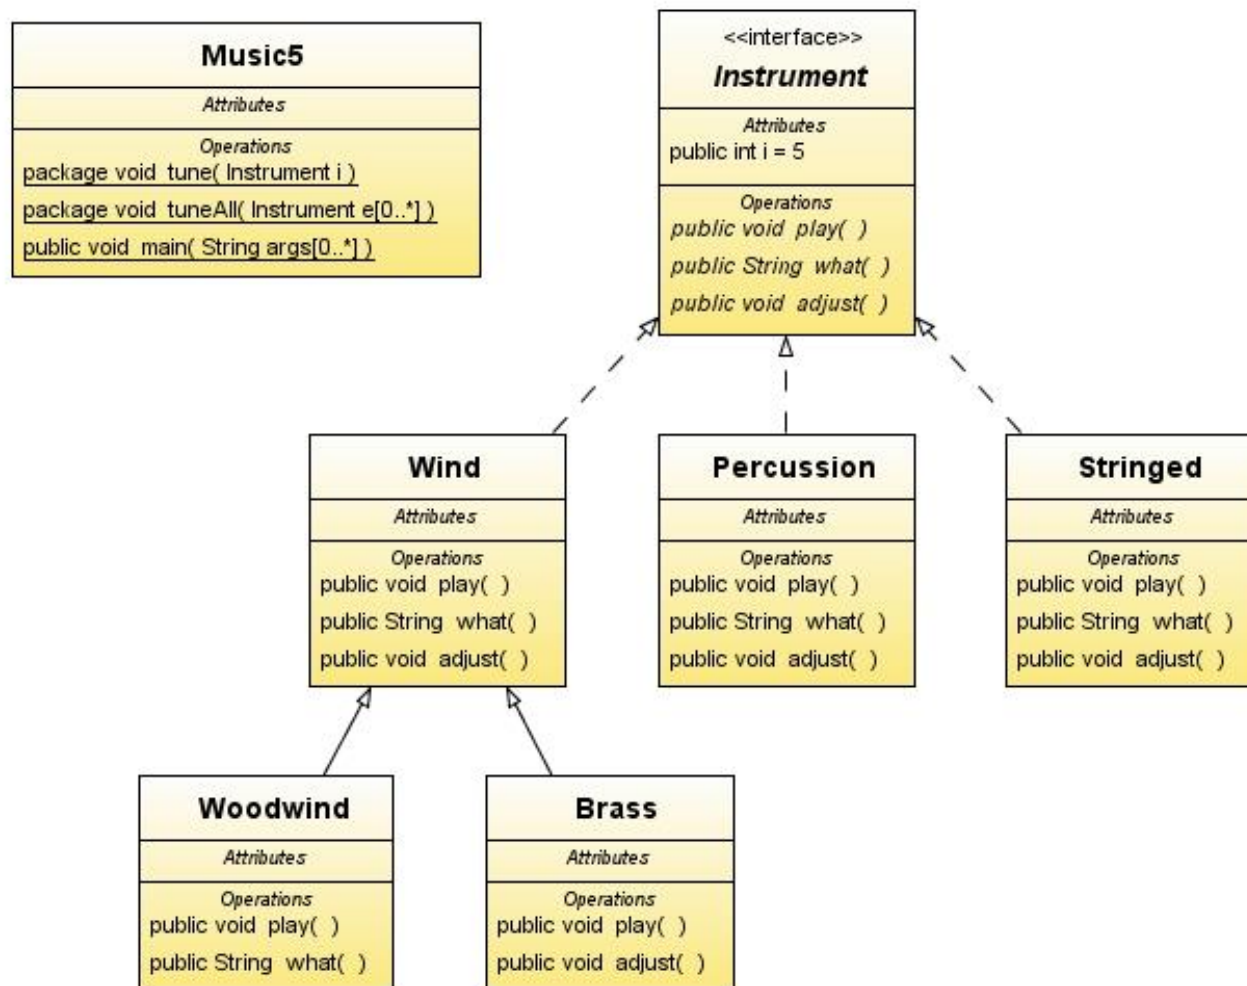 Music5
Attributes
Operations
package void tune( Instrument i )
package void tuneAll( Instrument e[0..*] )
public void main( String args[0..*] )
<<interface>>
Instrument
Attributes
public int i = 5
Operations
public void play( )
public String what( )
public void adjust( )
Wind
Attributes
Operations
public void play( )
public String what( )
public void adjust( )
Percussion
Attributes
Operations
public void play( )
public String what( )
public void adjust( )
Stringed
Attributes
Operations
public void play( )
public String what( )
public void adjust( )
Woodwind
Attributes
Operations
public void play( )
public String what( )
Brass
Attributes
Operations
public void play( )
public void adjust( )